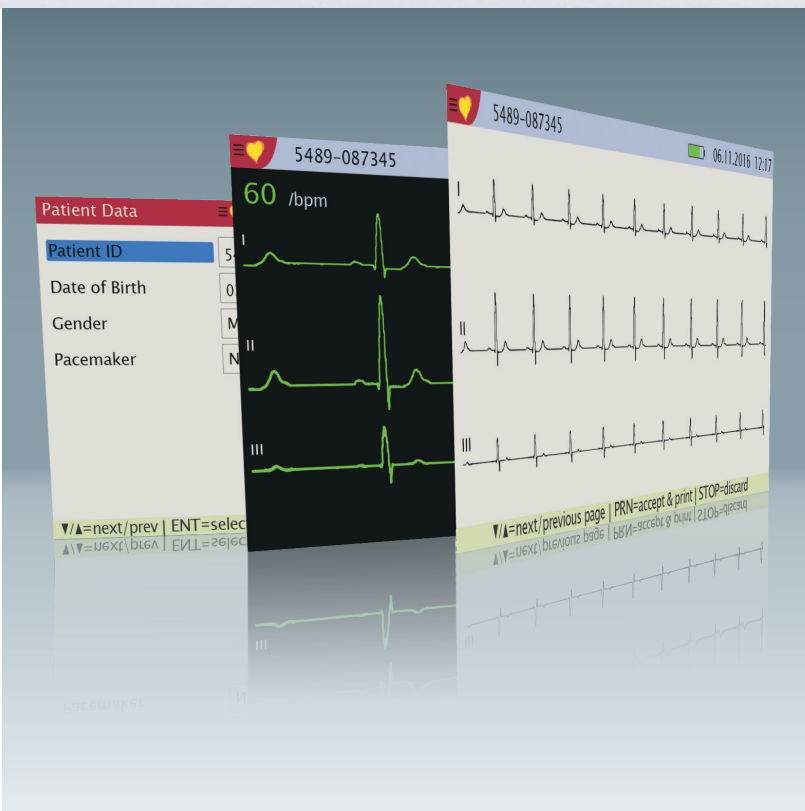 Patient Data
Patient ID
Date of Birth
Gender
Pacemaker
▼/▲=next/prev | ENT=selec
5489-087345
60 /bpm
I
II
III
5489-087345
06.11.2016 12:17
I
II
III
▼/▲=next/previous page | PRN=accept & print | STOP=discard